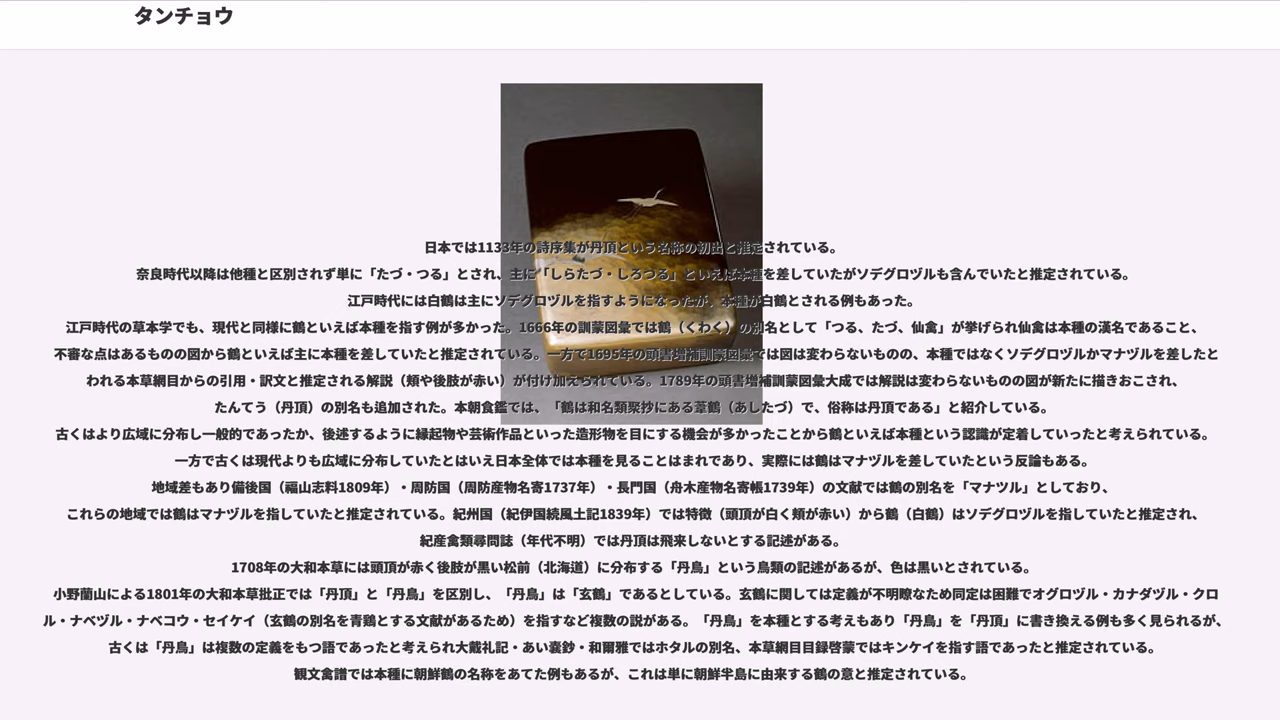 タンチョウ
日本では1133年の詩序集が丹頂という名称の初出と推定されている。
奈良時代以降は他種と区別されず単に「たづ・つる」とされ、主に「しらたづ・しろつる」といえば本種を差していたがソデグロヅルも含んでいたと推定されている。
江戸時代には白鶴は主にソデグロヅルを指すようになったが、本種が白鶴とされる例もあった。
江戸時代の草本学でも、現代と同様に鶴といえば本種を指す例が多かった。1666年の訓蒙図彙では鶴（くわく）の別名として「つる、たづ、仙禽」が挙げられ仙禽は本種の漢名であること、
不審な点はあるものの図から鶴といえば主に本種を差していたと推定されている。一方で1695年の頭書増補訓蒙図彙では図は変わらないものの、本種ではなくソデグロヅルかマナヅルを差したと
われる本草綱目からの引用・訳文と推定される解説（頬や後肢が赤い）が付け加えられている。1789年の頭書増補訓蒙図彙大成では解説は変わらないものの図が新たに描きおこされ、
たんてう（丹頂）の別名も追加された。本朝食鑑では、「鶴は和名類聚抄にある葦鶴（あしたづ）で、俗称は丹頂である」と紹介している。
古くはより広域に分布し一般的であったか、後述するように縁起物や芸術作品といった造形物を目にする機会が多かったことから鶴といえば本種という認識が定着していったと考えられている。
一方で古くは現代よりも広域に分布していたとはいえ日本全体では本種を見ることはまれであり、実際には鶴はマナヅルを差していたという反論もある。
地域差もあり備後国（福山志料1809年）・周防国（周防産物名寄1737年）・長門国（舟木産物名寄帳1739年）の文献では鶴の別名を「マナツル」としており、
これらの地域では鶴はマナヅルを指していたと推定されている。紀州国（紀伊国続風土記1839年）では特徴（頭頂が白く頬が赤い）から鶴（白鶴）はソデグロヅルを指していたと推定され、
紀産禽類尋問誌（年代不明）では丹頂は飛来しないとする記述がある。
1708年の大和本草には頭頂が赤く後肢が黒い松前（北海道）に分布する「丹鳥」という鳥類の記述があるが、色は黒いとされている。
小野蘭山による1801年の大和本草批正では「丹頂」と「丹鳥」を区別し、「丹鳥」は「玄鶴」であるとしている。玄鶴に関しては定義が不明瞭なため同定は困難でオグロヅル・カナダヅル・クロ
ル・ナベヅル・ナベコウ・セイケイ（玄鶴の別名を青鶏とする文献があるため）を指すなど複数の説がある。「丹鳥」を本種とする考えもあり「丹鳥」を「丹頂」に書き換える例も多く見られるが、
古くは「丹鳥」は複数の定義をもつ語であったと考えられ大戴礼記・あい嚢鈔・和爾雅ではホタルの別名、本草綱目目録啓蒙ではキンケイを指す語であったと推定されている。
観文禽譜では本種に朝鮮鶴の名称をあてた例もあるが、これは単に朝鮮半島に由来する鶴の意と推定されている。